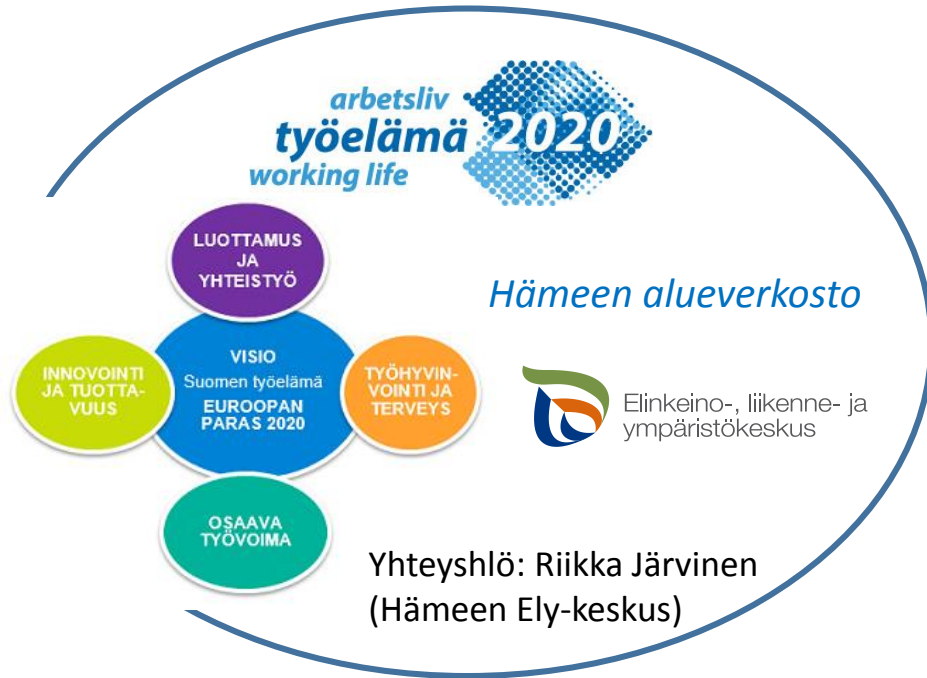 arbetsliv
työelämä 2020
working life
LUOTTAMUS
JA
YHTEISTYÖ
INNOVOINTI
JA TUOTTA-
VUUS
VISIO
Suomen työelämä
EUROOPAN
PARAS 2020
TYÖHYVIN-
VOINTI JA
TERVEYS
OSAAVA
TYÖVOIMA
Hämeen alueverkosto
Elinkeino-, liikenne- ja
ympäristökeskus
Yhteyshlö: Riikka Järvinen
(Hämeen Ely-keskus)